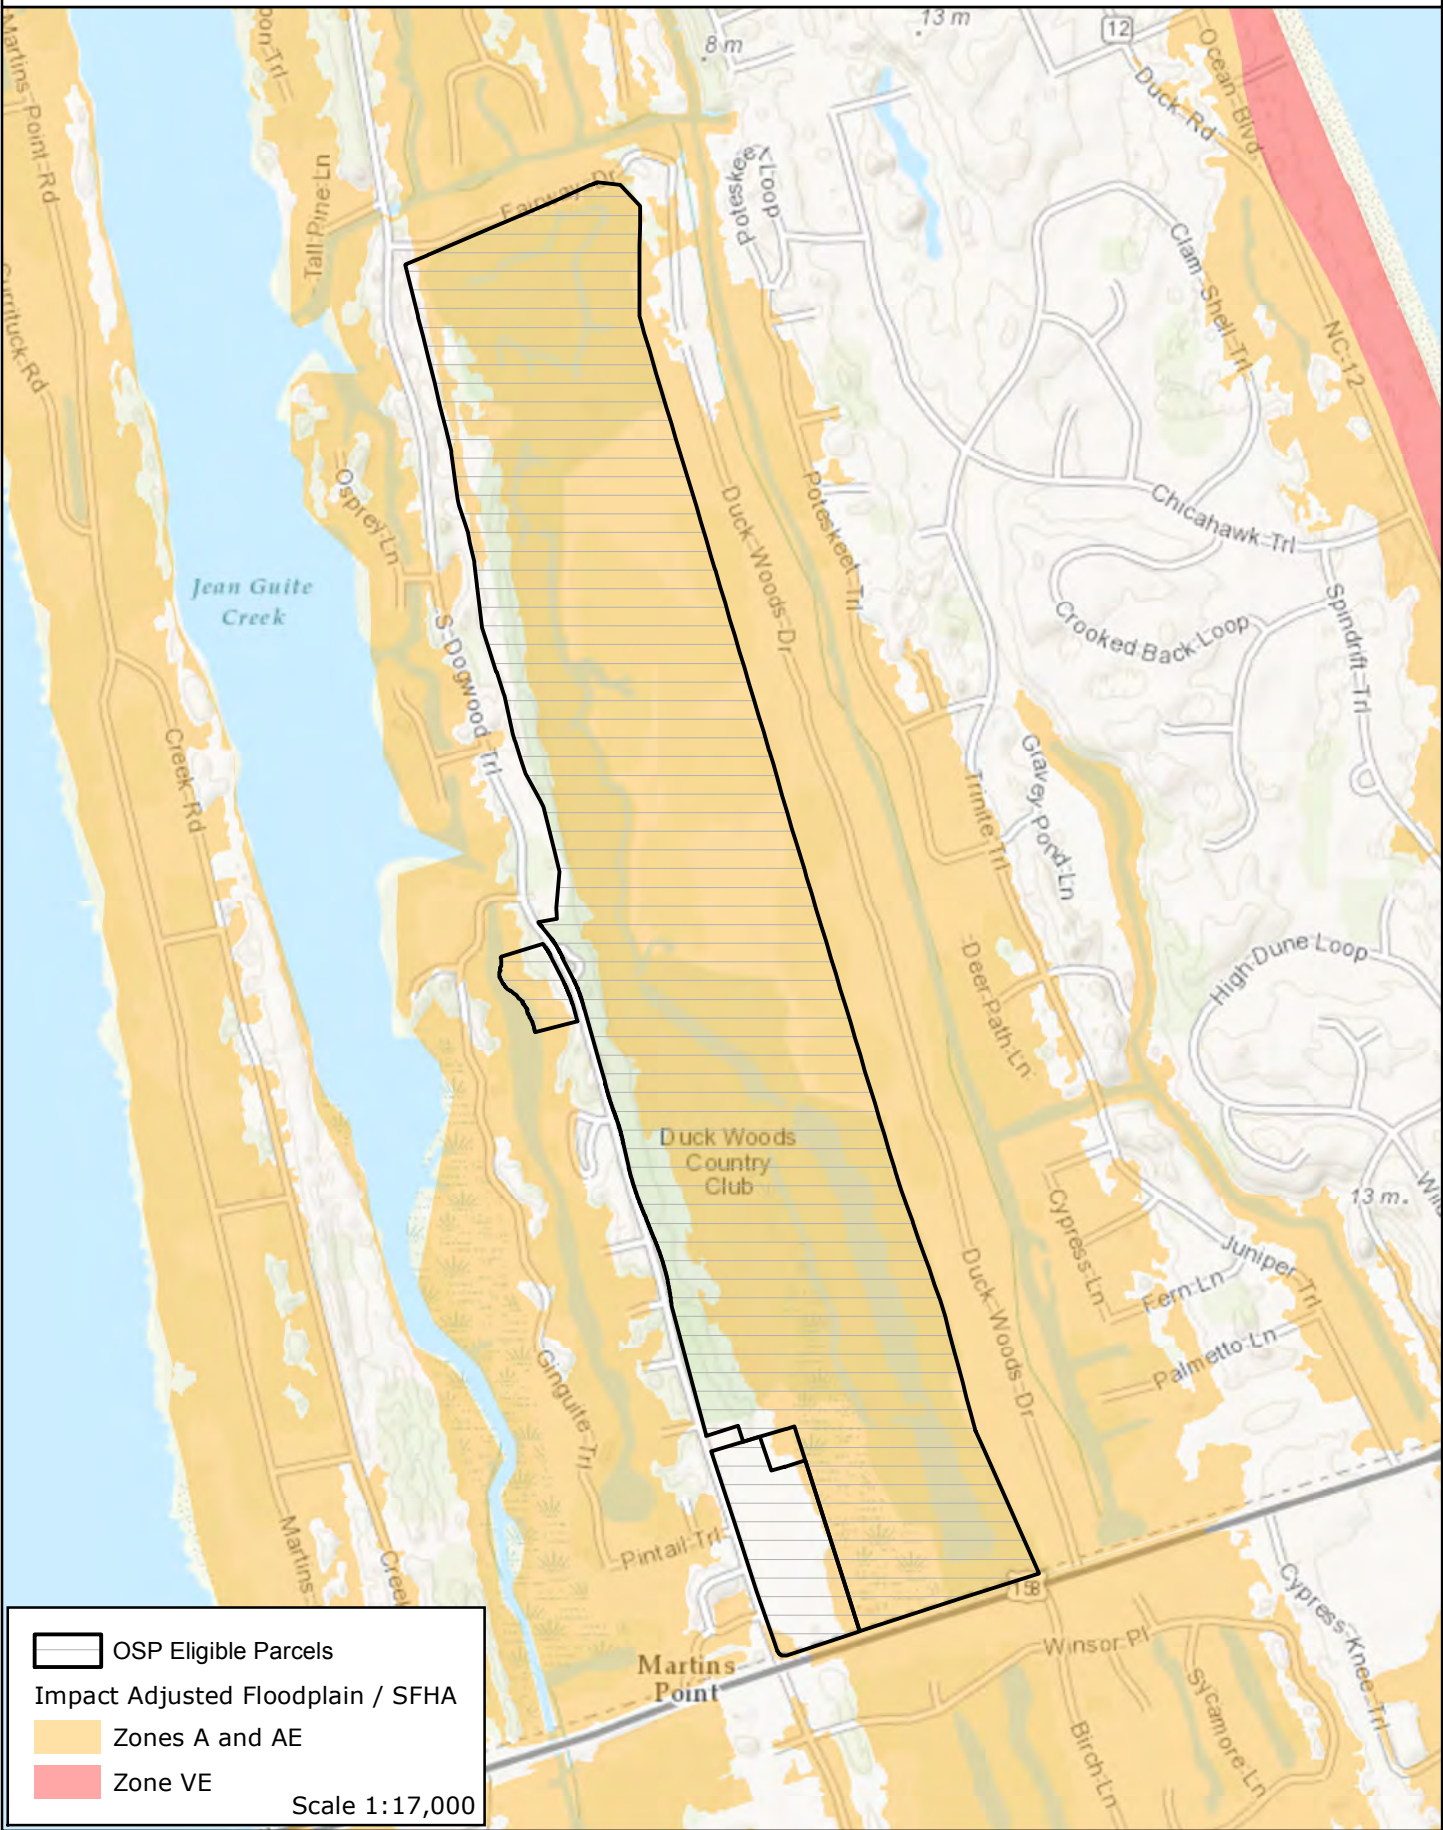 13 m
8 m
12
Martins Point Rd
Ocean Blvd
Duck Rd
Poteskeet Loop
Tall Pine Ln
Fairway Dr
Currituck Rd
Clam Shell Trl
NC-12
Osprey Ln
Duck Woods Dr
Poteskeet Trl
Chicahawk Trl
Jean Guite
Creek
Crooked Back Loop
Spindrift Trl
S Dogwood Trl
Creek Rd
Trinite Trl
Gravey Pond Ln
High Dune Loop
Deer Path Ln
Duck Woods
Country
Club
13 m
Cypress Ln
Juniper Trl
Fern Ln
Palmetto Ln
Duck Woods Dr
Ginguite Trl
Martins
Pintail Trl
158
Cypress Knee Trl
Winsor Pl
Martins
Point
Sycamore Ln
Birch Ln
OSP Eligible Parcels
Impact Adjusted Floodplain / SFHA
Zones A and AE
Zone VE
Scale 1:17,000